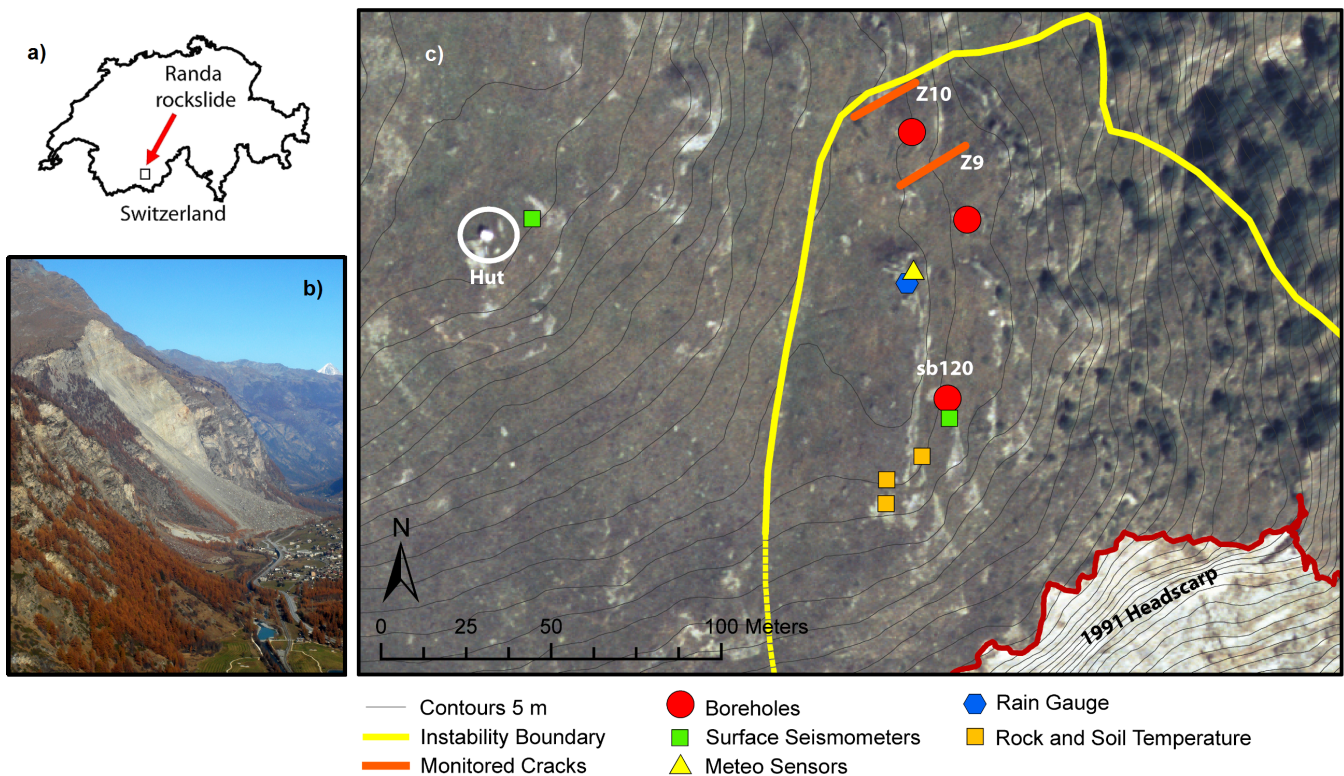 a)
Randa
rockslide
Switzerland
b)
c)
Z10
Z9
Hut
sb120
N
0 25 50 100 Meters
1991 Headscarp
Contours 5 m
Instability Boundary
Monitored Cracks
Boreholes
Surface Seismometers
Meteo Sensors
Rain Gauge
Rock and Soil Temperature